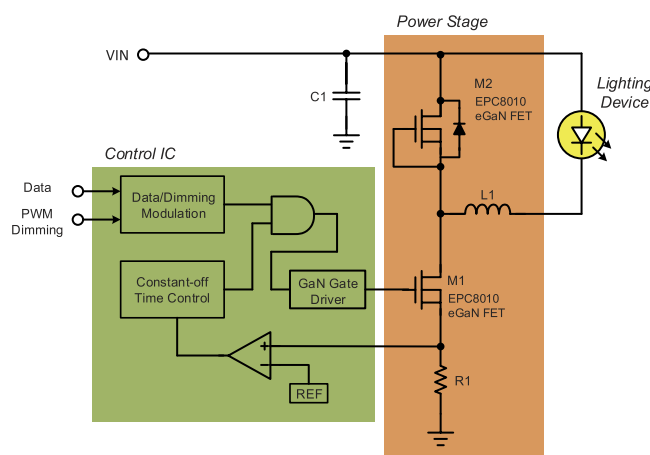 Power Stage
VIN
C1
M2
EPC8010
eGaN FET
Lighting
Device
Control IC
Data
PWM
Dimming
Data/Dimming
Modulation
L1
Constant-off
Time Control
GaN Gate
Driver
M1
EPC8010
eGaN FET
+
−
REF
R1